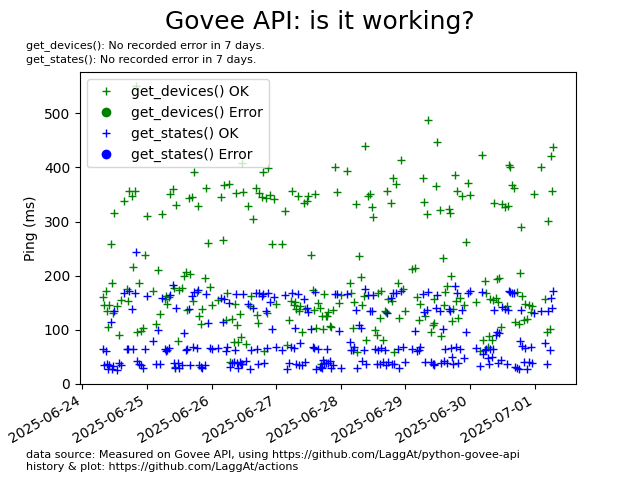 Govee API: is it working?
get_devices(): No recorded error in 7 days.
get_states(): No recorded error in 7 days.
get_devices() OK
get_devices() Error
get_states() OK
get_states() Error
Ping (ms)
500
400
300
200
100
0
2025-06-24
2025-06-25
2025-06-26
2025-06-27
2025-06-28
2025-06-29
2025-06-30
2025-07-01
data source: Measured on Govee API, using https://github.com/LaggAt/python-govee-api
history & plot: https://github.com/LaggAt/actions